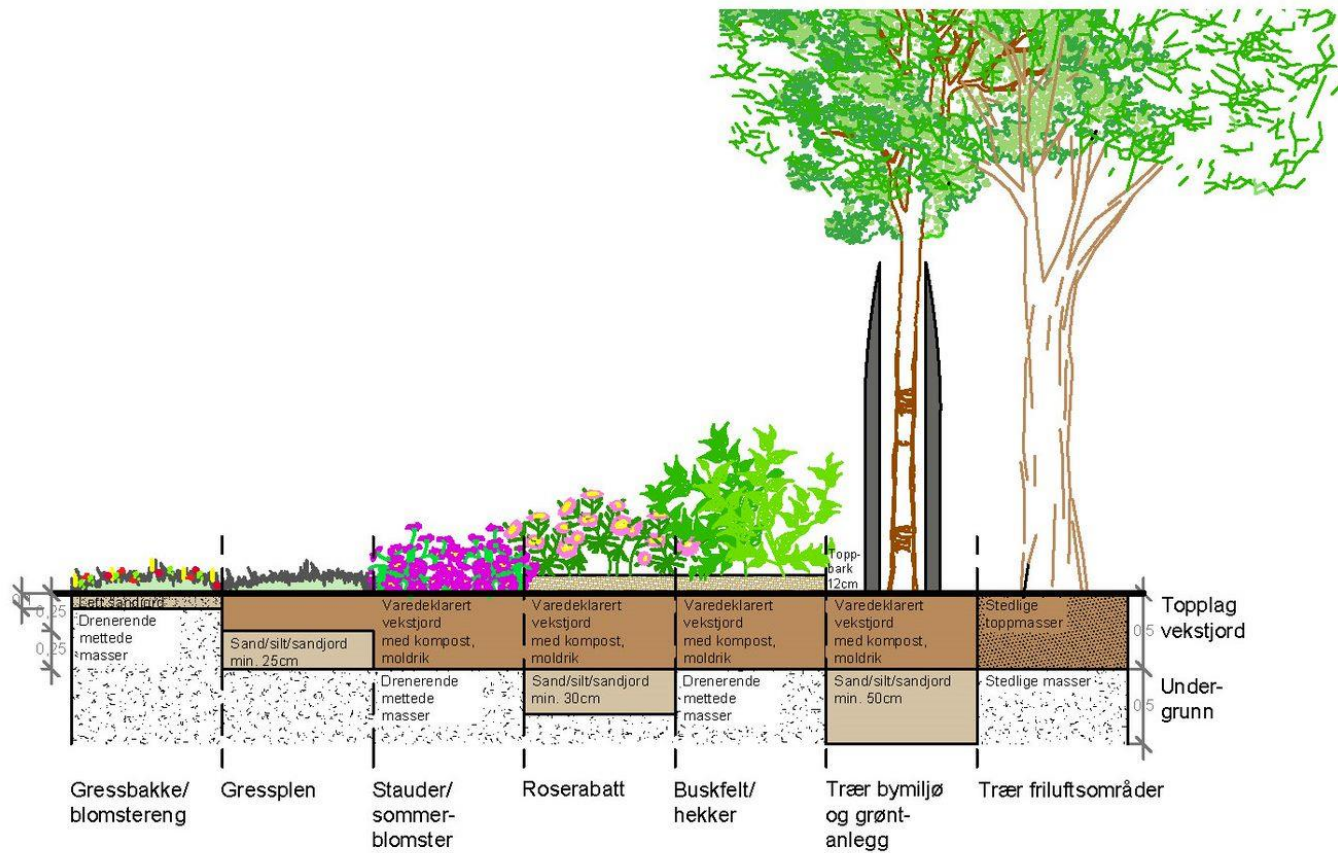 Topp-
bark
12cm
Lett sandjord
Drenerende
mettede
masser
Sand/silt/sandjord
min. 25cm
Varedeklarert
vekstjord
med kompost,
moldrik
Drenerende
mettede
masser
Varedeklarert
vekstjord
med kompost,
moldrik
Sand/silt/sandjord
min. 30cm
Varedeklarert
vekstjord
med kompost,
moldrik
Drenerende
mettede
masser
Varedeklarert
vekstjord
med kompost,
moldrik
Sand/silt/sandjord
min. 50cm
Stedlige
toppmasser
Stedlige masser
0,25
0,25
0,5
0,5
Topplag
vekstjord
Under-
grunn
Gressbakke/
blomstereng
Gressplen
Stauder/
sommer-
blomster
Roserabatt
Buskfelt/
hekker
Trær bymiljø
og grønt-
anlegg
Trær friluftsområder